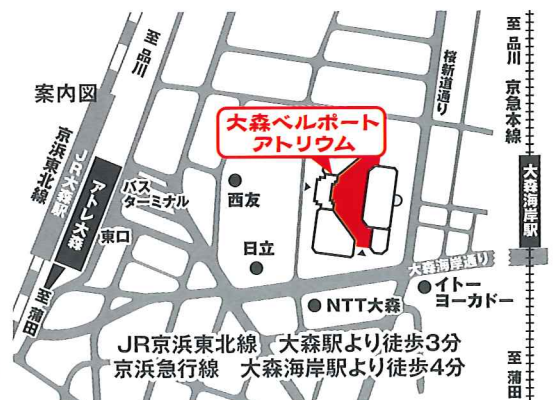 案内図
至 品川
京浜東北線
JR大森駅
アトレ大森
東口
至 蒲田
バス
ターミナル
西友
日立
大森ベルポート
アトリウム
桜新道通り
至 品川
京急本線
大森海岸駅
大森海岸通り
イトー
ヨーカドー
NTT大森
至 蒲田
JR京浜東北線 大森駅より徒歩3分
京浜急行線 大森海岸駅より徒歩4分